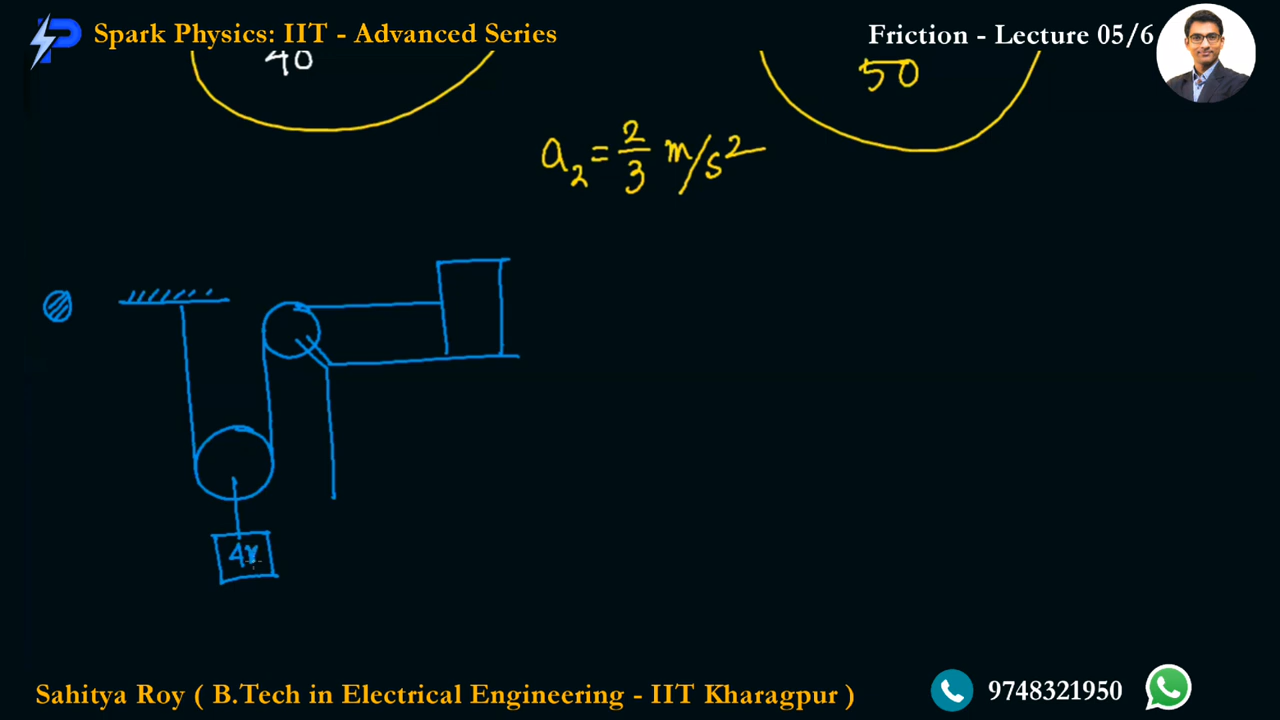 Spark Physics: IIT - Advanced Series
Friction - Lecture 05/6
40
50
a₂ = 2/3 m/s²
Sahitya Roy ( B.Tech in Electrical Engineering - IIT Kharagpur )
9748321950